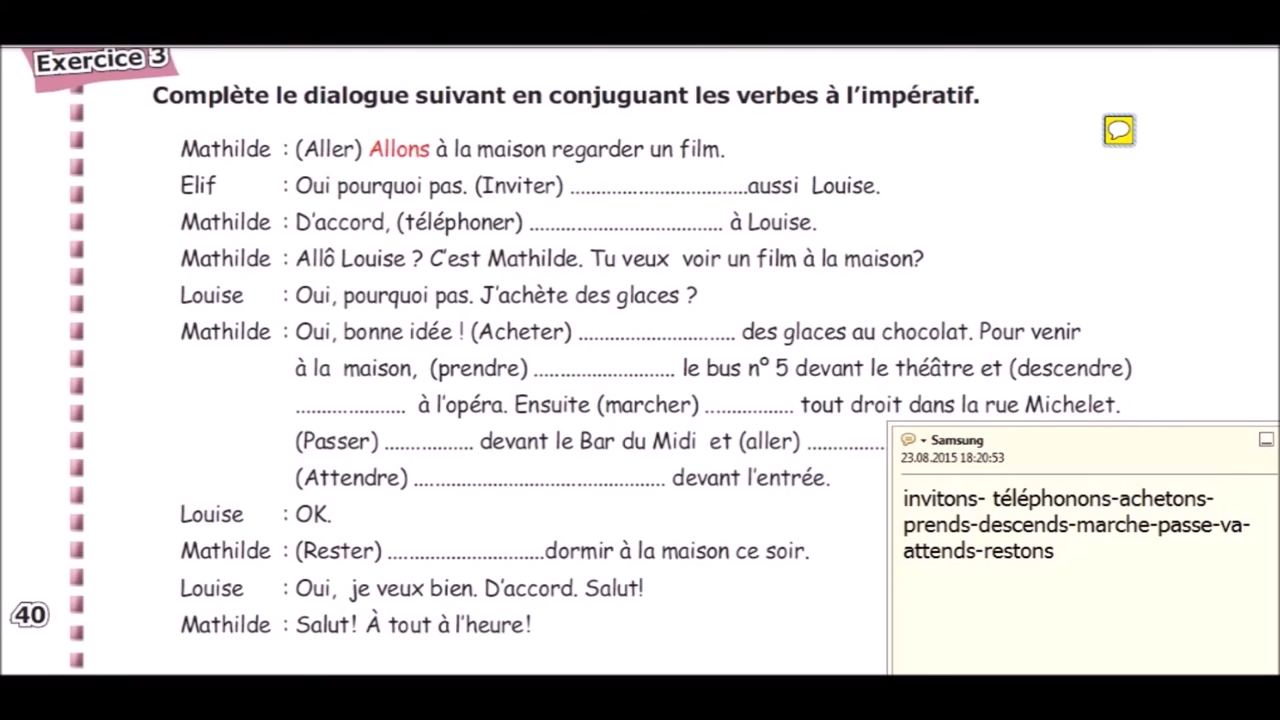 Exercice 3
Complète le dialogue suivant en conjuguant les verbes à l'impératif.
Mathilde : (Aller) Allons à la maison regarder un film.
Elif : Oui pourquoi pas. (Inviter) ..................................aussi Louise.
Mathilde : D'accord, (téléphoner) ..................................... à Louise.
Mathilde : Allô Louise ? C'est Mathilde. Tu veux voir un film à la maison?
Louise : Oui, pourquoi pas. J'achète des glaces ?
Mathilde : Oui, bonne idée ! (Acheter) .............................. des glaces au chocolat. Pour venir
à la maison, (prendre) ........................... le bus nº 5 devant le théâtre et (descendre)
..................... à l'opéra. Ensuite (marcher) ................. tout droit dans la rue Michelet.
(Passer) ................. devant le Bar du Midi et (aller) ...............
(Attendre) ................................................ devant l'entrée.
Louise : OK.
Mathilde : (Rester) ..............................dormir à la maison ce soir.
Louise : Oui, je veux bien. D'accord. Salut!
Mathilde : Salut! À tout à l'heure!
40
Samsung
23.08.2015 18:20:53
invitons- téléphonons-achetons-
prends-descends-marche-passe-va-
attends-restons